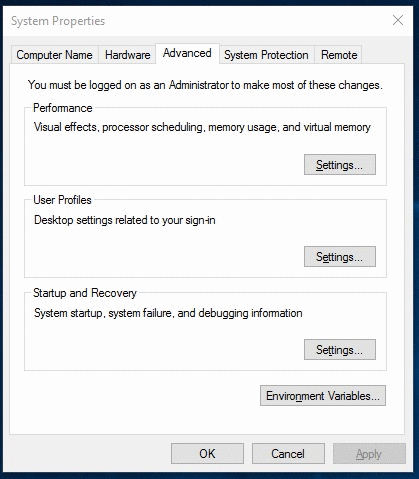 System Properties
Computer Name Hardware Advanced System Protection Remote
You must be logged on as an Administrator to make most of these changes.
Performance
Visual effects, processor scheduling, memory usage, and virtual memory
Settings...
User Profiles
Desktop settings related to your sign-in
Settings...
Startup and Recovery
System startup, system failure, and debugging information
Settings...
Environment Variables...
OK Cancel Apply